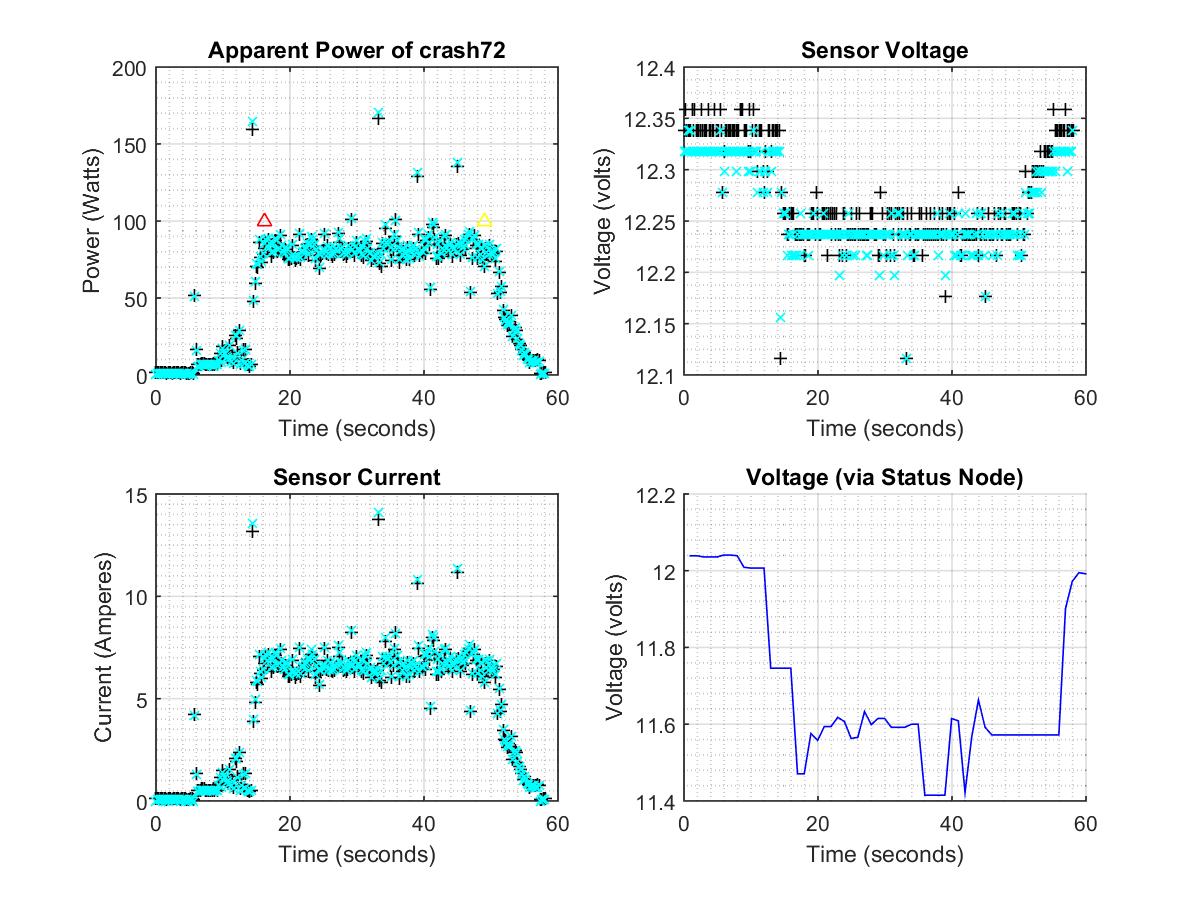 Apparent Power of crash72
200
150
100
50
0
0 20 40 60
Power (Watts)
Time (seconds)
Sensor Voltage
12.4
12.35
12.3
12.25
12.2
12.15
12.1
0 20 40 60
Voltage (volts)
Time (seconds)
Sensor Current
15
10
5
0
0 20 40 60
Current (Amperes)
Time (seconds)
Voltage (via Status Node)
12.2
12
11.8
11.6
11.4
0 20 40 60
Voltage (volts)
Time (seconds)